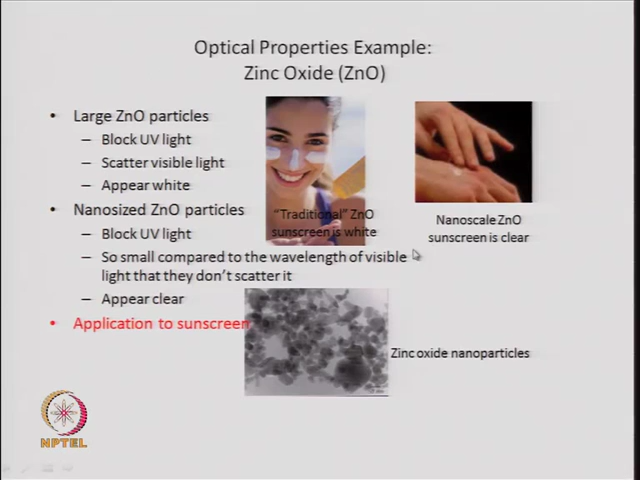 Optical Properties Example:
Zinc Oxide (ZnO)
• Large ZnO particles
– Block UV light
– Scatter visible light
– Appear white
• Nanosized ZnO particles
– Block UV light
– So small compared to the wavelength of visible
light that they don't scatter it
– Appear clear
• Application to sunscreen
"Traditional" ZnO
sunscreen is white
Nanoscale ZnO
sunscreen is clear
Zinc oxide nanoparticles
NPTEL